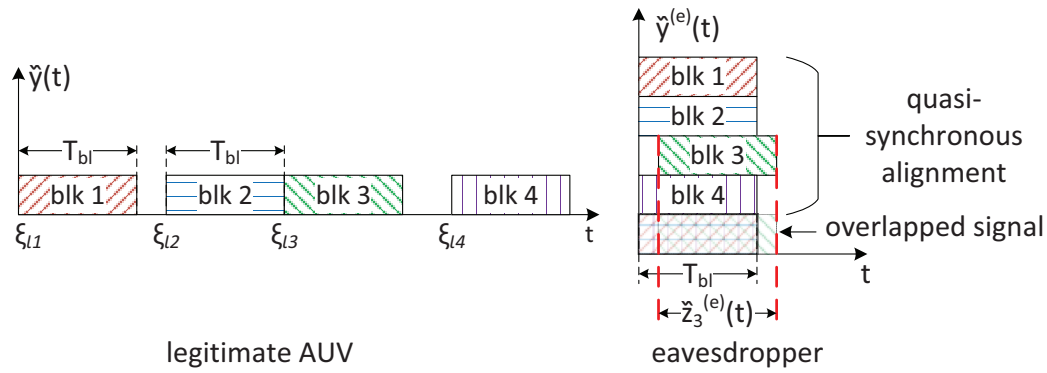 ŷ(t)
T_bl
T_bl
blk 1
blk 2
blk 3
blk 4
ξ_l1
ξ_l2
ξ_l3
ξ_l4
t
legitimate AUV
ŷ^(e)(t)
blk 1
blk 2
blk 3
blk 4
quasi-
synchronous
alignment
overlapped signal
t
T_bl
ẑ_3^(e)(t)
eavesdropper